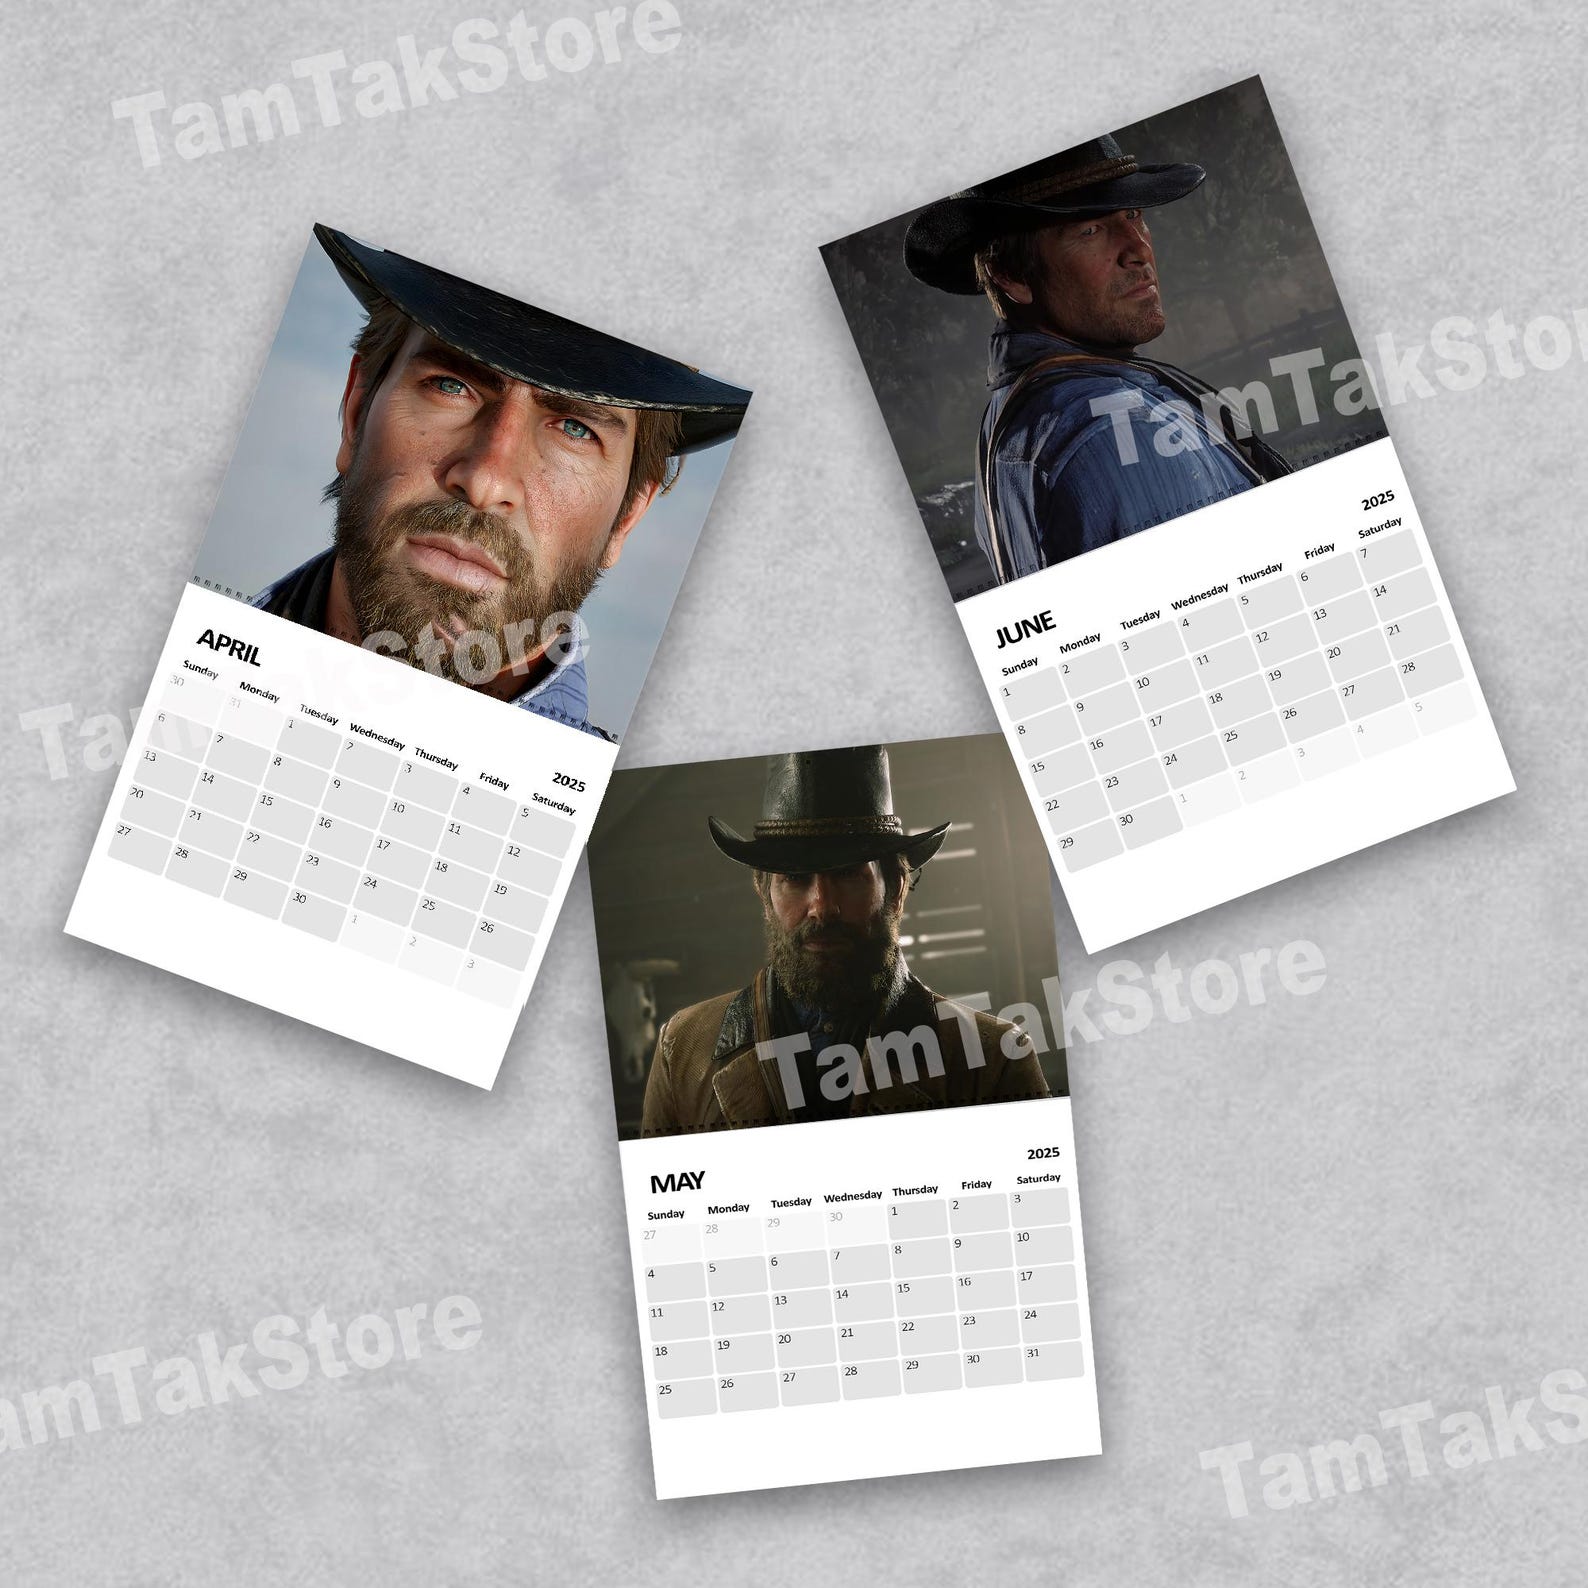 TamTakStore
TamTakStore
TamTakStore
APRIL
2025
Sunday Monday Tuesday Wednesday Thursday Friday Saturday
30 31 1 2 3 4 5
6 7 8 9 10 11 12
13 14 15 16 17 18 19
20 21 22 23 24 25 26
27 28 29 30 1 2 3
JUNE
2025
Sunday Monday Tuesday Wednesday Thursday Friday Saturday
1 2 3 4 5 6 7
8 9 10 11 12 13 14
15 16 17 18 19 20 21
22 23 24 25 26 27 28
29 30 1 2 3 4 5
TamTakStore
MAY
2025
Sunday Monday Tuesday Wednesday Thursday Friday Saturday
27 28 29 30 1 2 3
4 5 6 7 8 9 10
11 12 13 14 15 16 17
18 19 20 21 22 23 24
25 26 27 28 29 30 31
amTakStore
TamTakS